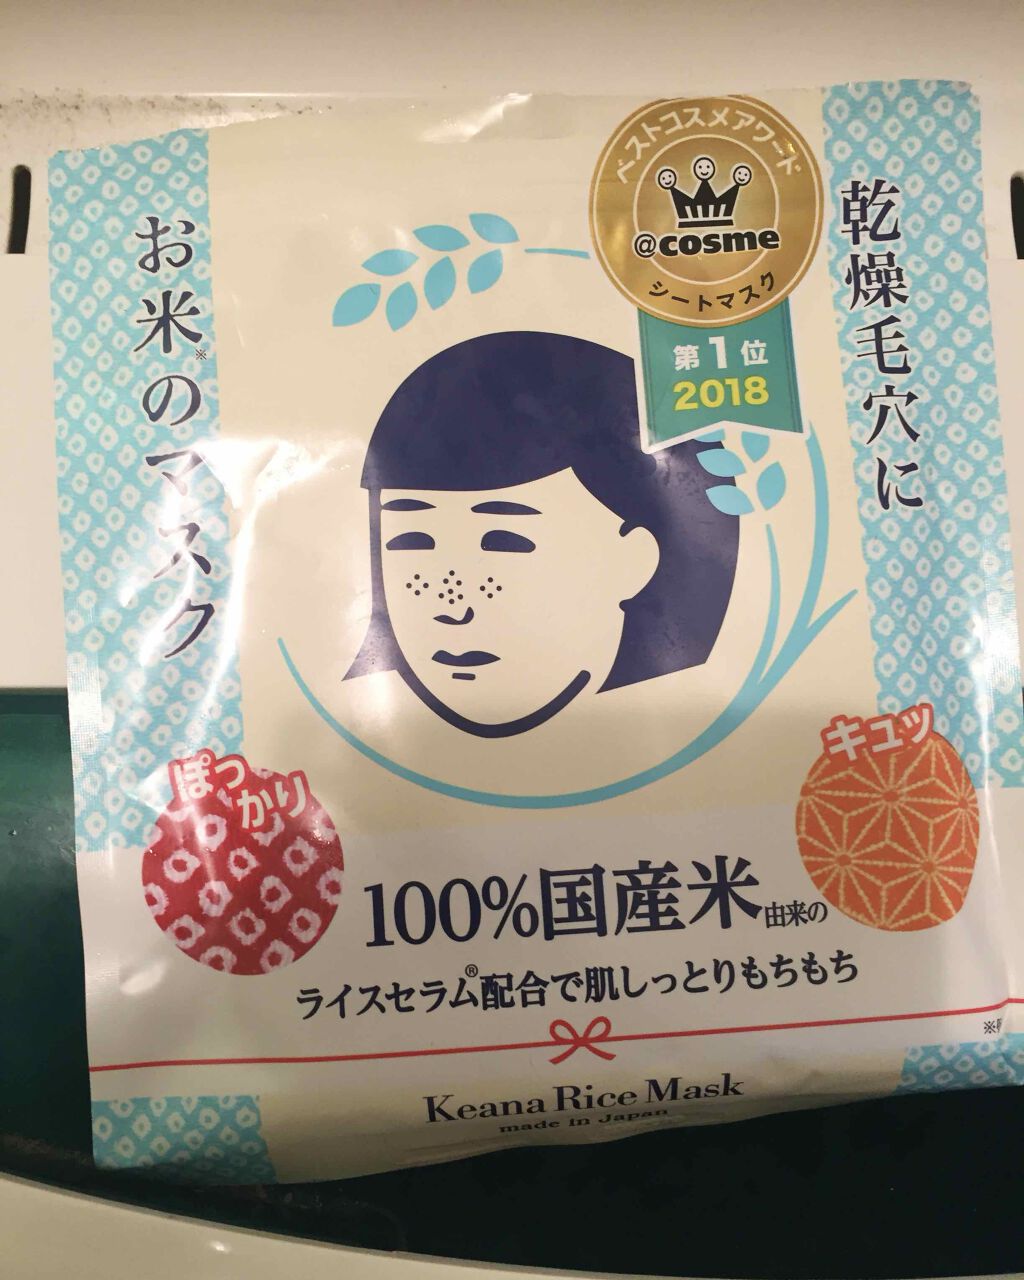 ベストコスメアワード
@cosme
シートマスク
第1位
2018
乾燥毛穴に
お米※のマスク
ぽっかり
キュッ
100%国産米由来の
ライスセラム®配合で肌しっとりもちもち
Keana Rice Mask
made in Japan